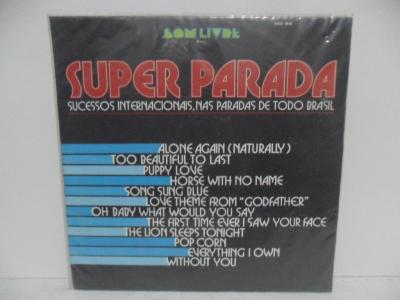 SOM LIVRE
SUPER PARADA
SUCESSOS INTERNACIONAIS, NAS PARADAS DE TODO BRASIL
ALONE AGAIN (NATURALLY)
TOO BEAUTIFUL TO LAST
PUPPY LOVE
HORSE WITH NO NAME
SONG SUNG BLUE
LOVE THEME FROM "GODFATHER"
OH BABY WHAT WOULD YOU SAY
THE FIRST TIME EVER I SAW YOUR FACE
THE LION SLEEPS TONIGHT
POP CORN
EVERYTHING I OWN
WITHOUT YOU